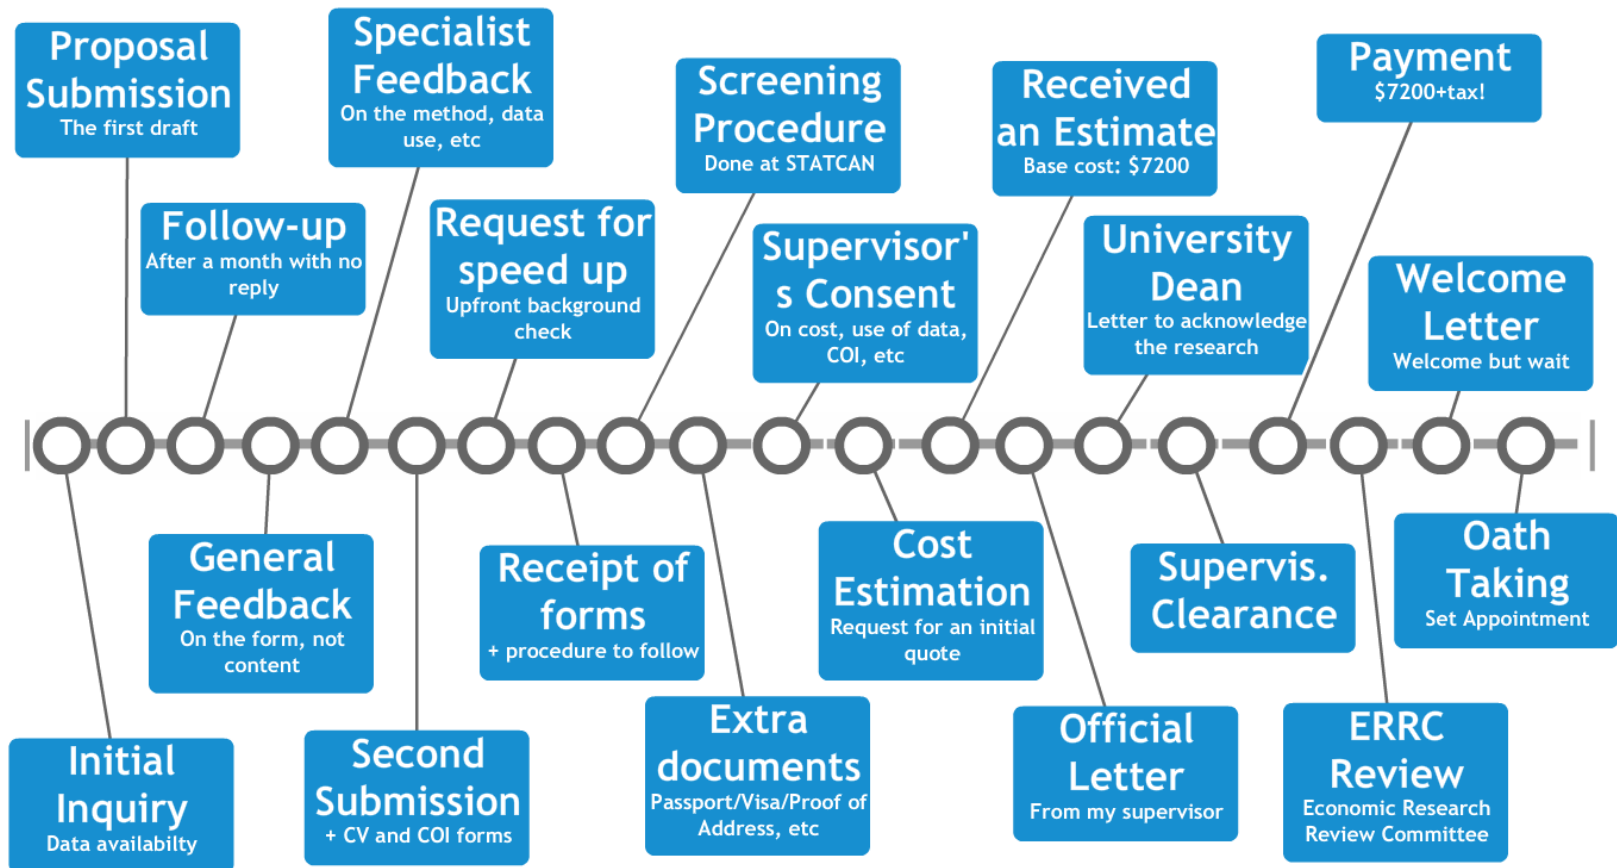 Proposal
Submission
The first draft
Specialist
Feedback
On the method, data
use, etc
Screening
Procedure
Done at STATCAN
Received
an Estimate
Base cost: $7200
Payment
$7200+tax!
Follow-up
After a month with no
reply
Request for
speed up
Upfront background
check
Supervisor'
s Consent
On cost, use of data,
COI, etc
University
Dean
Letter to acknowledge
the research
Welcome
Letter
Welcome but wait
General
Feedback
On the form, not
content
Receipt of
forms
+ procedure to follow
Cost
Estimation
Request for an initial
quote
Supervis.
Clearance
Oath
Taking
Set Appointment
Initial
Inquiry
Data availabilty
Second
Submission
+ CV and COI forms
Extra
documents
Passport/Visa/Proof of
Address, etc
Official
Letter
From my supervisor
ERRC
Review
Economic Research
Review Committee